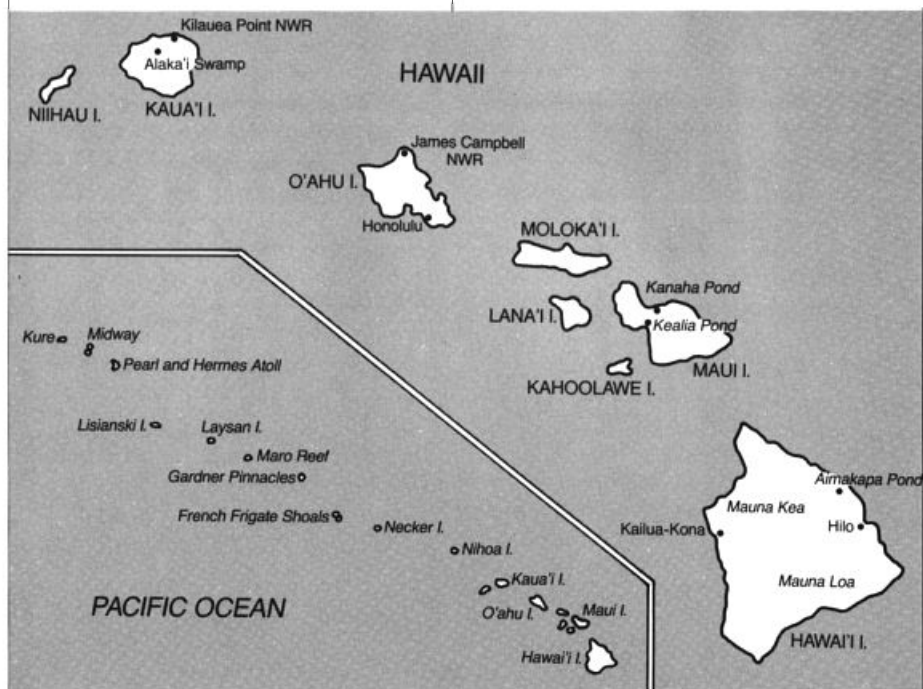 Kilauea Point NWR
Alaka'i Swamp
HAWAII
NIIHAU I.
KAUA'I I.
James Campbell
NWR
O'AHU I.
Honolulu
MOLOKA'I I.
Kanaha Pond
LANA'I I.
Kealia Pond
KAHOOLAWE I.
MAUI I.
Kure
Midway
Pearl and Hermes Atoll
Lisianski I.
Laysan I.
Maro Reef
Gardner Pinnacles
French Frigate Shoals
Necker I.
Nihoa I.
Kaua'i I.
O'ahu I.
Maui I.
Hawai'i I.
PACIFIC OCEAN
Airnakapa Pond
Mauna Kea
Kailua-Kona
Hilo
Mauna Loa
HAWAI'I I.